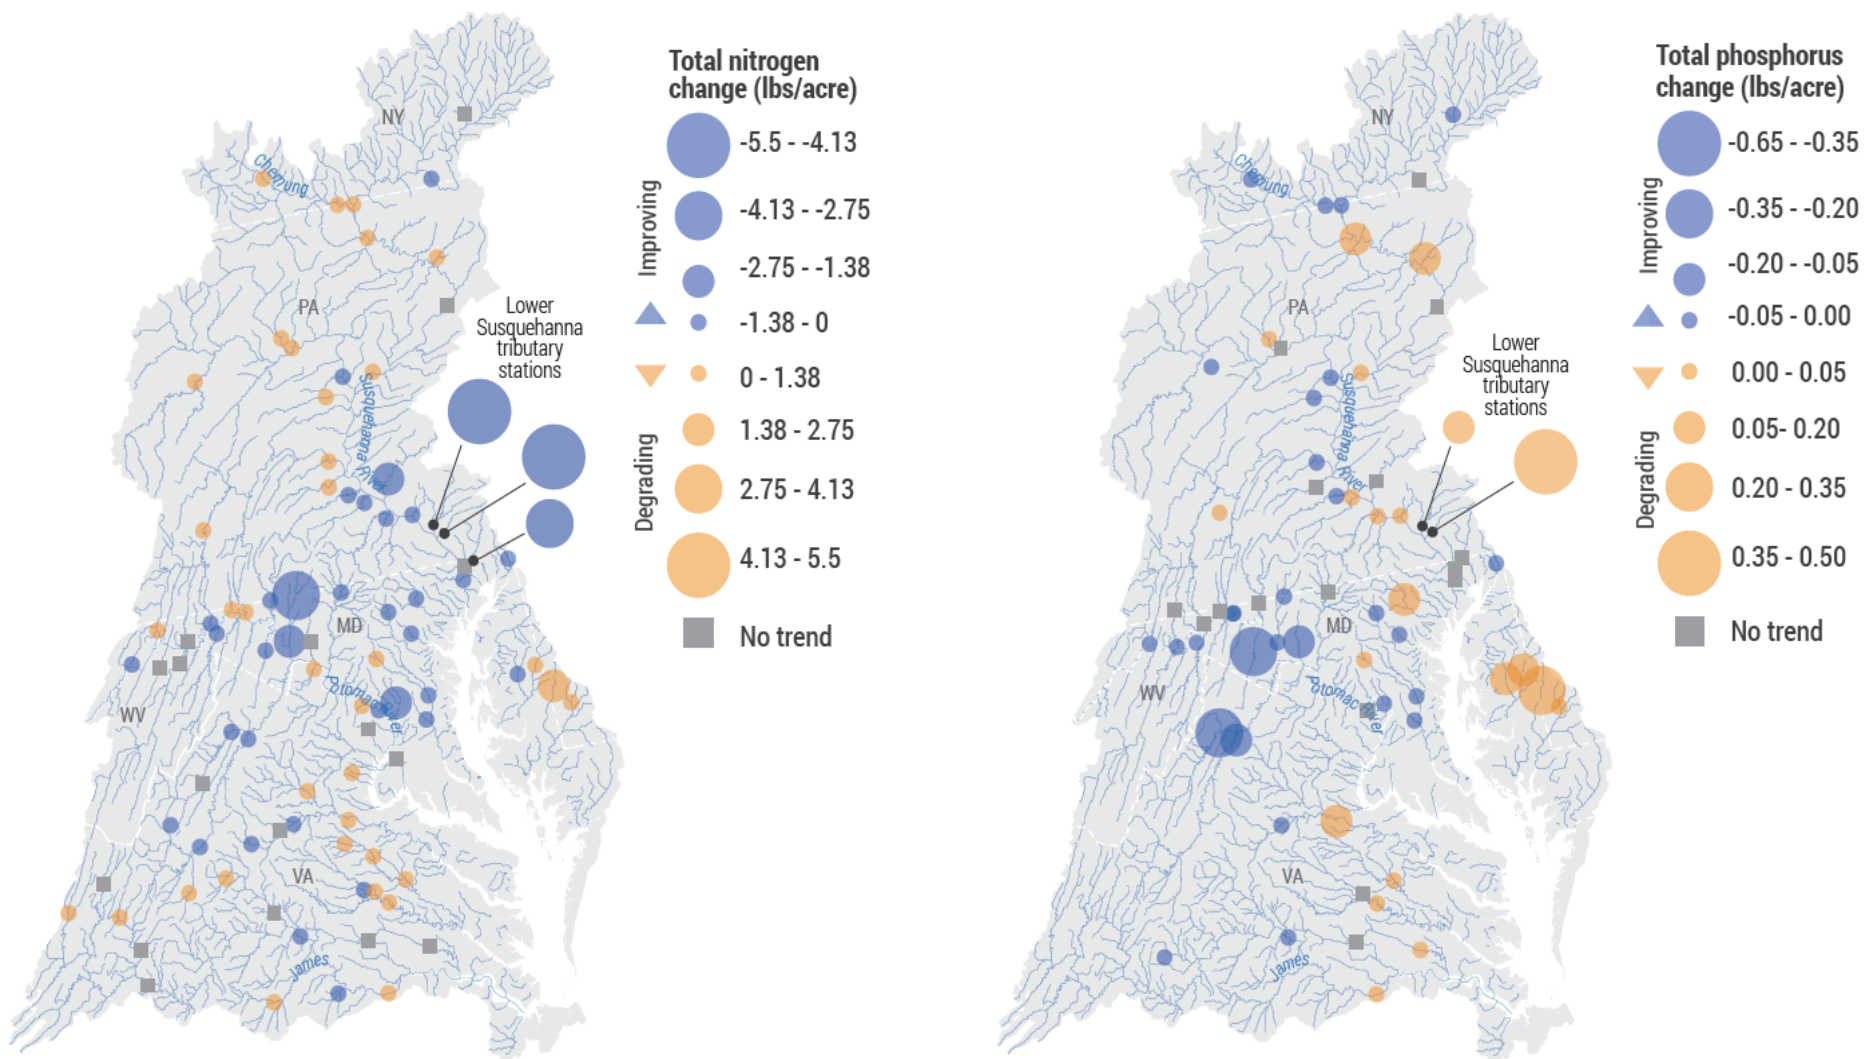 NY
Chemung
PA
Lower
Susquehanna
tributary
stations
Susquehanna River
MD
Potomac River
WV
VA
James
Total nitrogen
change (lbs/acre)
Improving
-5.5 - -4.13
-4.13 - -2.75
-2.75 - -1.38
-1.38 - 0
0 - 1.38
Degrading
1.38 - 2.75
2.75 - 4.13
4.13 - 5.5
No trend
NY
Chemung
PA
Lower
Susquehanna
tributary
stations
Susquehanna River
MD
Potomac River
WV
VA
James
Total phosphorus
change (lbs/acre)
Improving
-0.65 - -0.35
-0.35 - -0.20
-0.20 - -0.05
-0.05 - 0.00
0.00 - 0.05
Degrading
0.05- 0.20
0.20 - 0.35
0.35 - 0.50
No trend